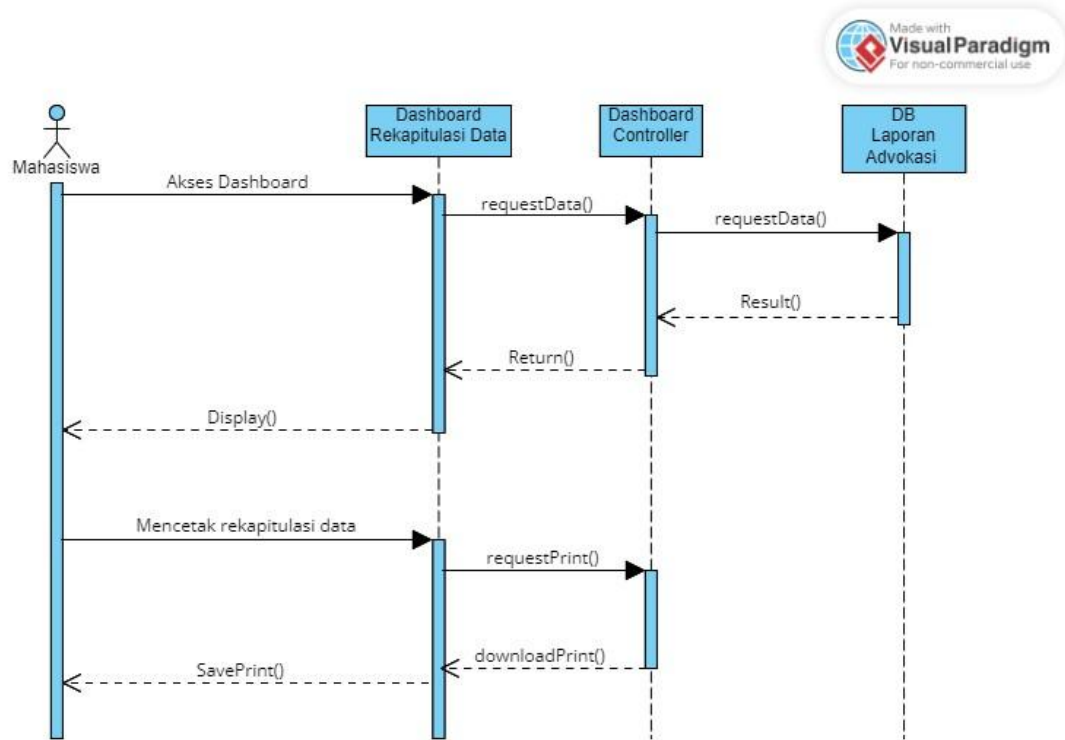 Made with
Visual Paradigm
For non-commercial use
Mahasiswa
Dashboard
Rekapitulasi Data
Dashboard
Controller
DB
Laporan
Advokasi
Akses Dashboard
requestData()
requestData()
Result()
Return()
Display()
Mencetak rekapitulasi data
requestPrint()
downloadPrint()
SavePrint()